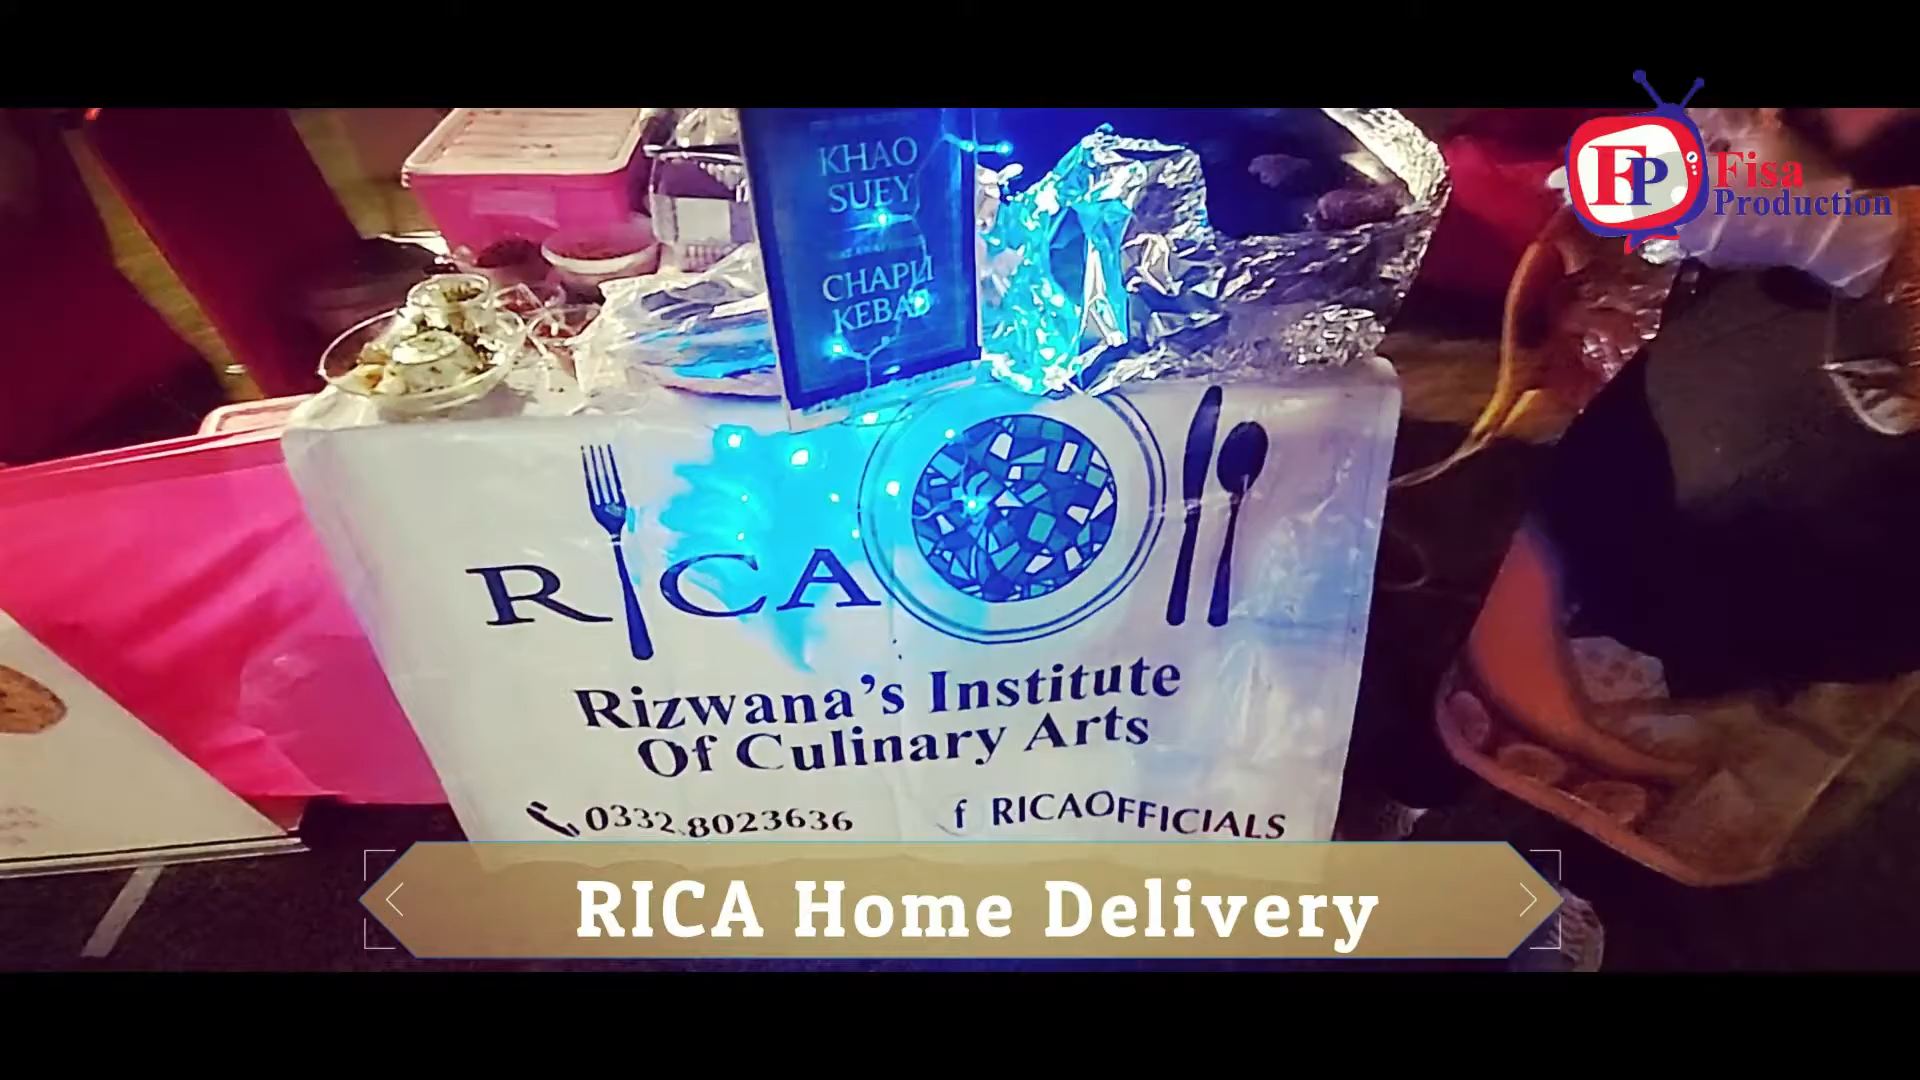 KHAO
SUEY
CHAPLI
KEBAB
FP Fisa
Production
RICA
Rizwana's Institute
Of Culinary Arts
0332 8023636
f RICAOFFICIALS
RICA Home Delivery